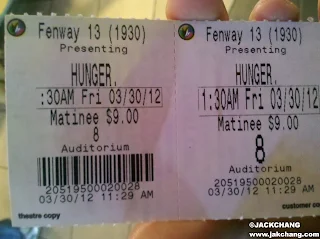 Fenway 13 (1930)
Presenting
HUNGER.
:30AM Fri 03/30/12
Matinee $9.00
8
Auditorium
20519500020028
03/30/12 11:29 AM
theatre copy
Fenway 13 (1930)
Presenting
HUNGER.
1:30AM Fri 03/30/12
Matinee $9.00
8
Auditorium
20519500020028
03/30/12 11:29 AM
customer co
@JACKCHANG
www.jakchang.com